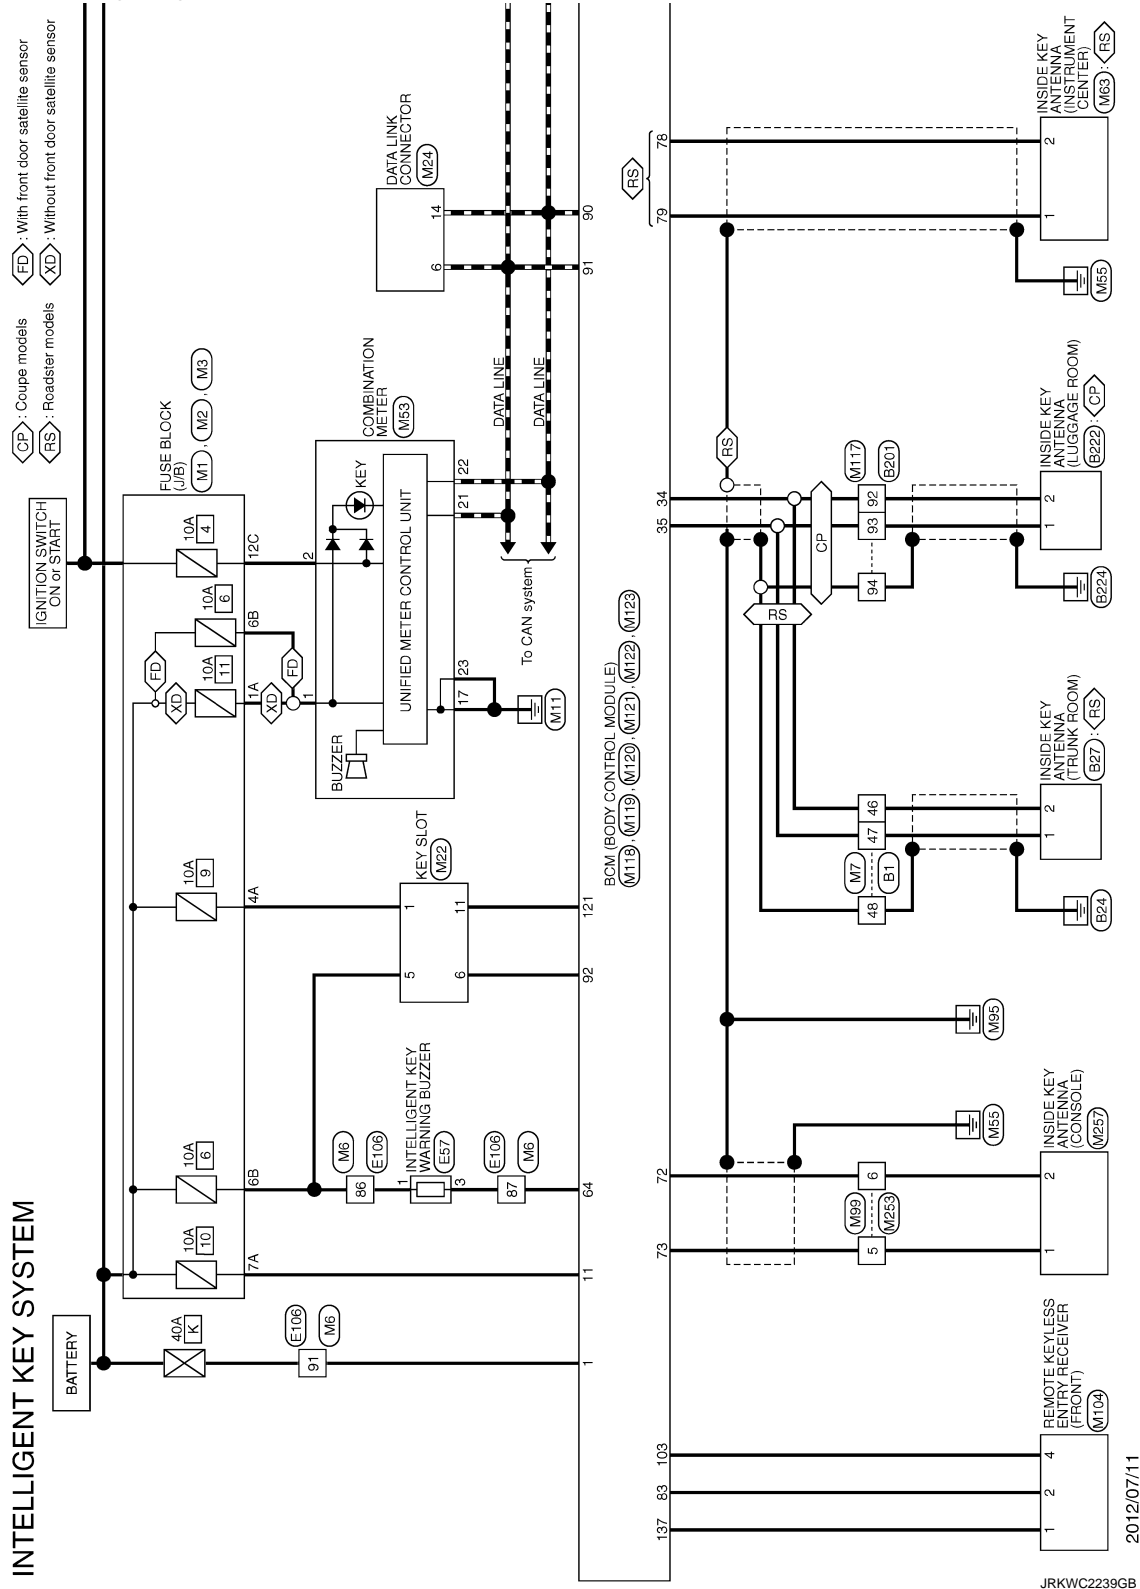 INTELLIGENT KEY SYSTEM
CP : Coupe models
RS : Roadster models
FD : With front door satellite sensor
XD : Without front door satellite sensor
BATTERY
IGNITION SWITCH
ON or START
FUSE BLOCK
(J/B)
M1 , M2 , M3
40A
K
10A
10
10A
6
10A
9
10A
11
10A
6
10A
4
FD
XD
XD
FD
7A
6B
4A
1A
6B
12C
91
E106
M6
86
M6
E106
1
3
INTELLIGENT KEY
WARNING BUZZER
E57
87
E106
M6
KEY SLOT
M22
1
11
5
6
COMBINATION
METER
M53
1
2
BUZZER
KEY
UNIFIED METER CONTROL UNIT
17
23
21
22
M11
DATA LINE
DATA LINE
To CAN system
DATA LINK
CONNECTOR
M24
6
14
1
11
64
92
121
91
90
BCM (BODY CONTROL MODULE)
M118 , M119 , M120 , M121 , M122 , M123
137
83
103
73
72
35
34
79
78
RS
RS
CP
RS
M55
M95
5
6
M99
M253
48
47
46
M7
B1
94
93
92
M117
B201
B24
B224
M55
1
2
4
REMOTE KEYLESS
ENTRY RECEIVER
(FRONT)
M104
1
2
INSIDE KEY
ANTENNA
(CONSOLE)
M257
1
2
INSIDE KEY
ANTENNA
(TRUNK ROOM)
B27 : RS
1
2
INSIDE KEY
ANTENNA
(LUGGAGE ROOM)
B222 : CP
1
2
INSIDE KEY
ANTENNA
(INSTRUMENT
CENTER)
M63 : RS
2012/07/11
JRKWC2239GB